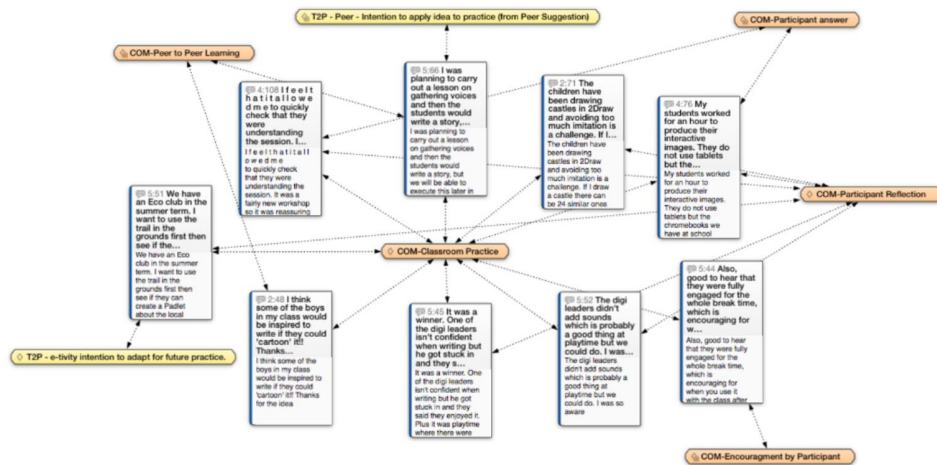 T2P - Peer - Intention to apply idea to practice (from Peer Suggestion)
COM-Participant answer
COM-Peer to Peer Learning
4:108 I f e e l t
h a t i t a l l o w e
d m e to quickly
check that they
were
understanding
the session. I...
I f e e l t h a t i t a l l
o w e d m e
to quickly check
that they were
understanding the
session. It was a
fairly new workshop
so it was reassuring
5:66 I was
planning to carry
out a lesson on
gathering voices
and then the
students would
write a story,...
I was planning to
carry out a lesson
on gathering voices
and then the
students would
write a story, but
we will be able to
execute this later in
2:71 The
children have
been drawing
castles in 2Draw
and avoiding too
much imitation is
a challenge. If I...
The children have
been drawing
castles in 2Draw
and avoiding too
much imitation is a
challenge. If I draw
a castle there can
be 24 similar ones
4:76 My
students worked
for an hour to
produce their
interactive
images. They do
not use tablets
but the...
My students worked
for an hour to
produce their
interactive images.
They do not use
tablets but the
chromebooks we
have at school
5:51 We have
an Eco club in the
summer term. I
want to use the
trail in the
grounds first then
see if the...
We have an Eco
club in the summer
term. I want to use
the trail in the
grounds first then
see if they can
create a Padlet
about the local
COM-Participant Reflection
COM-Classroom Practice
2:48 I think
some of the boys
in my class would
be inspired to
write if they could
'cartoon' it!!
Thanks...
I think some of the
boys in my class
would be inspired to
write if they could
'cartoon' it!! Thanks
for the idea
5:45 It was a
winner. One of
the digi leaders
isn't confident
when writing but
he got stuck in
and they s...
It was a winner. One
of the digi leaders
isn't confident when
writing but he got
stuck in and they
said they enjoyed it.
Plus it was playtime
where there were
5:52 The digi
leaders didn't
add sounds
which is probably
a good thing at
playtime but we
could do. I was...
The digi leaders
didn't add sounds
which is probably a
good thing at
playtime but we
could do. I was so
aware
5:44 Also,
good to hear that
they were fully
engaged for the
whole break time,
which is
encouraging for
w...
Also, good to hear
that they were fully
engaged for the
whole break time,
which is
encouraging for
when you use it
with the class after
T2P - e-tivity intention to adapt for future practice.
COM-Encouragment by Participant